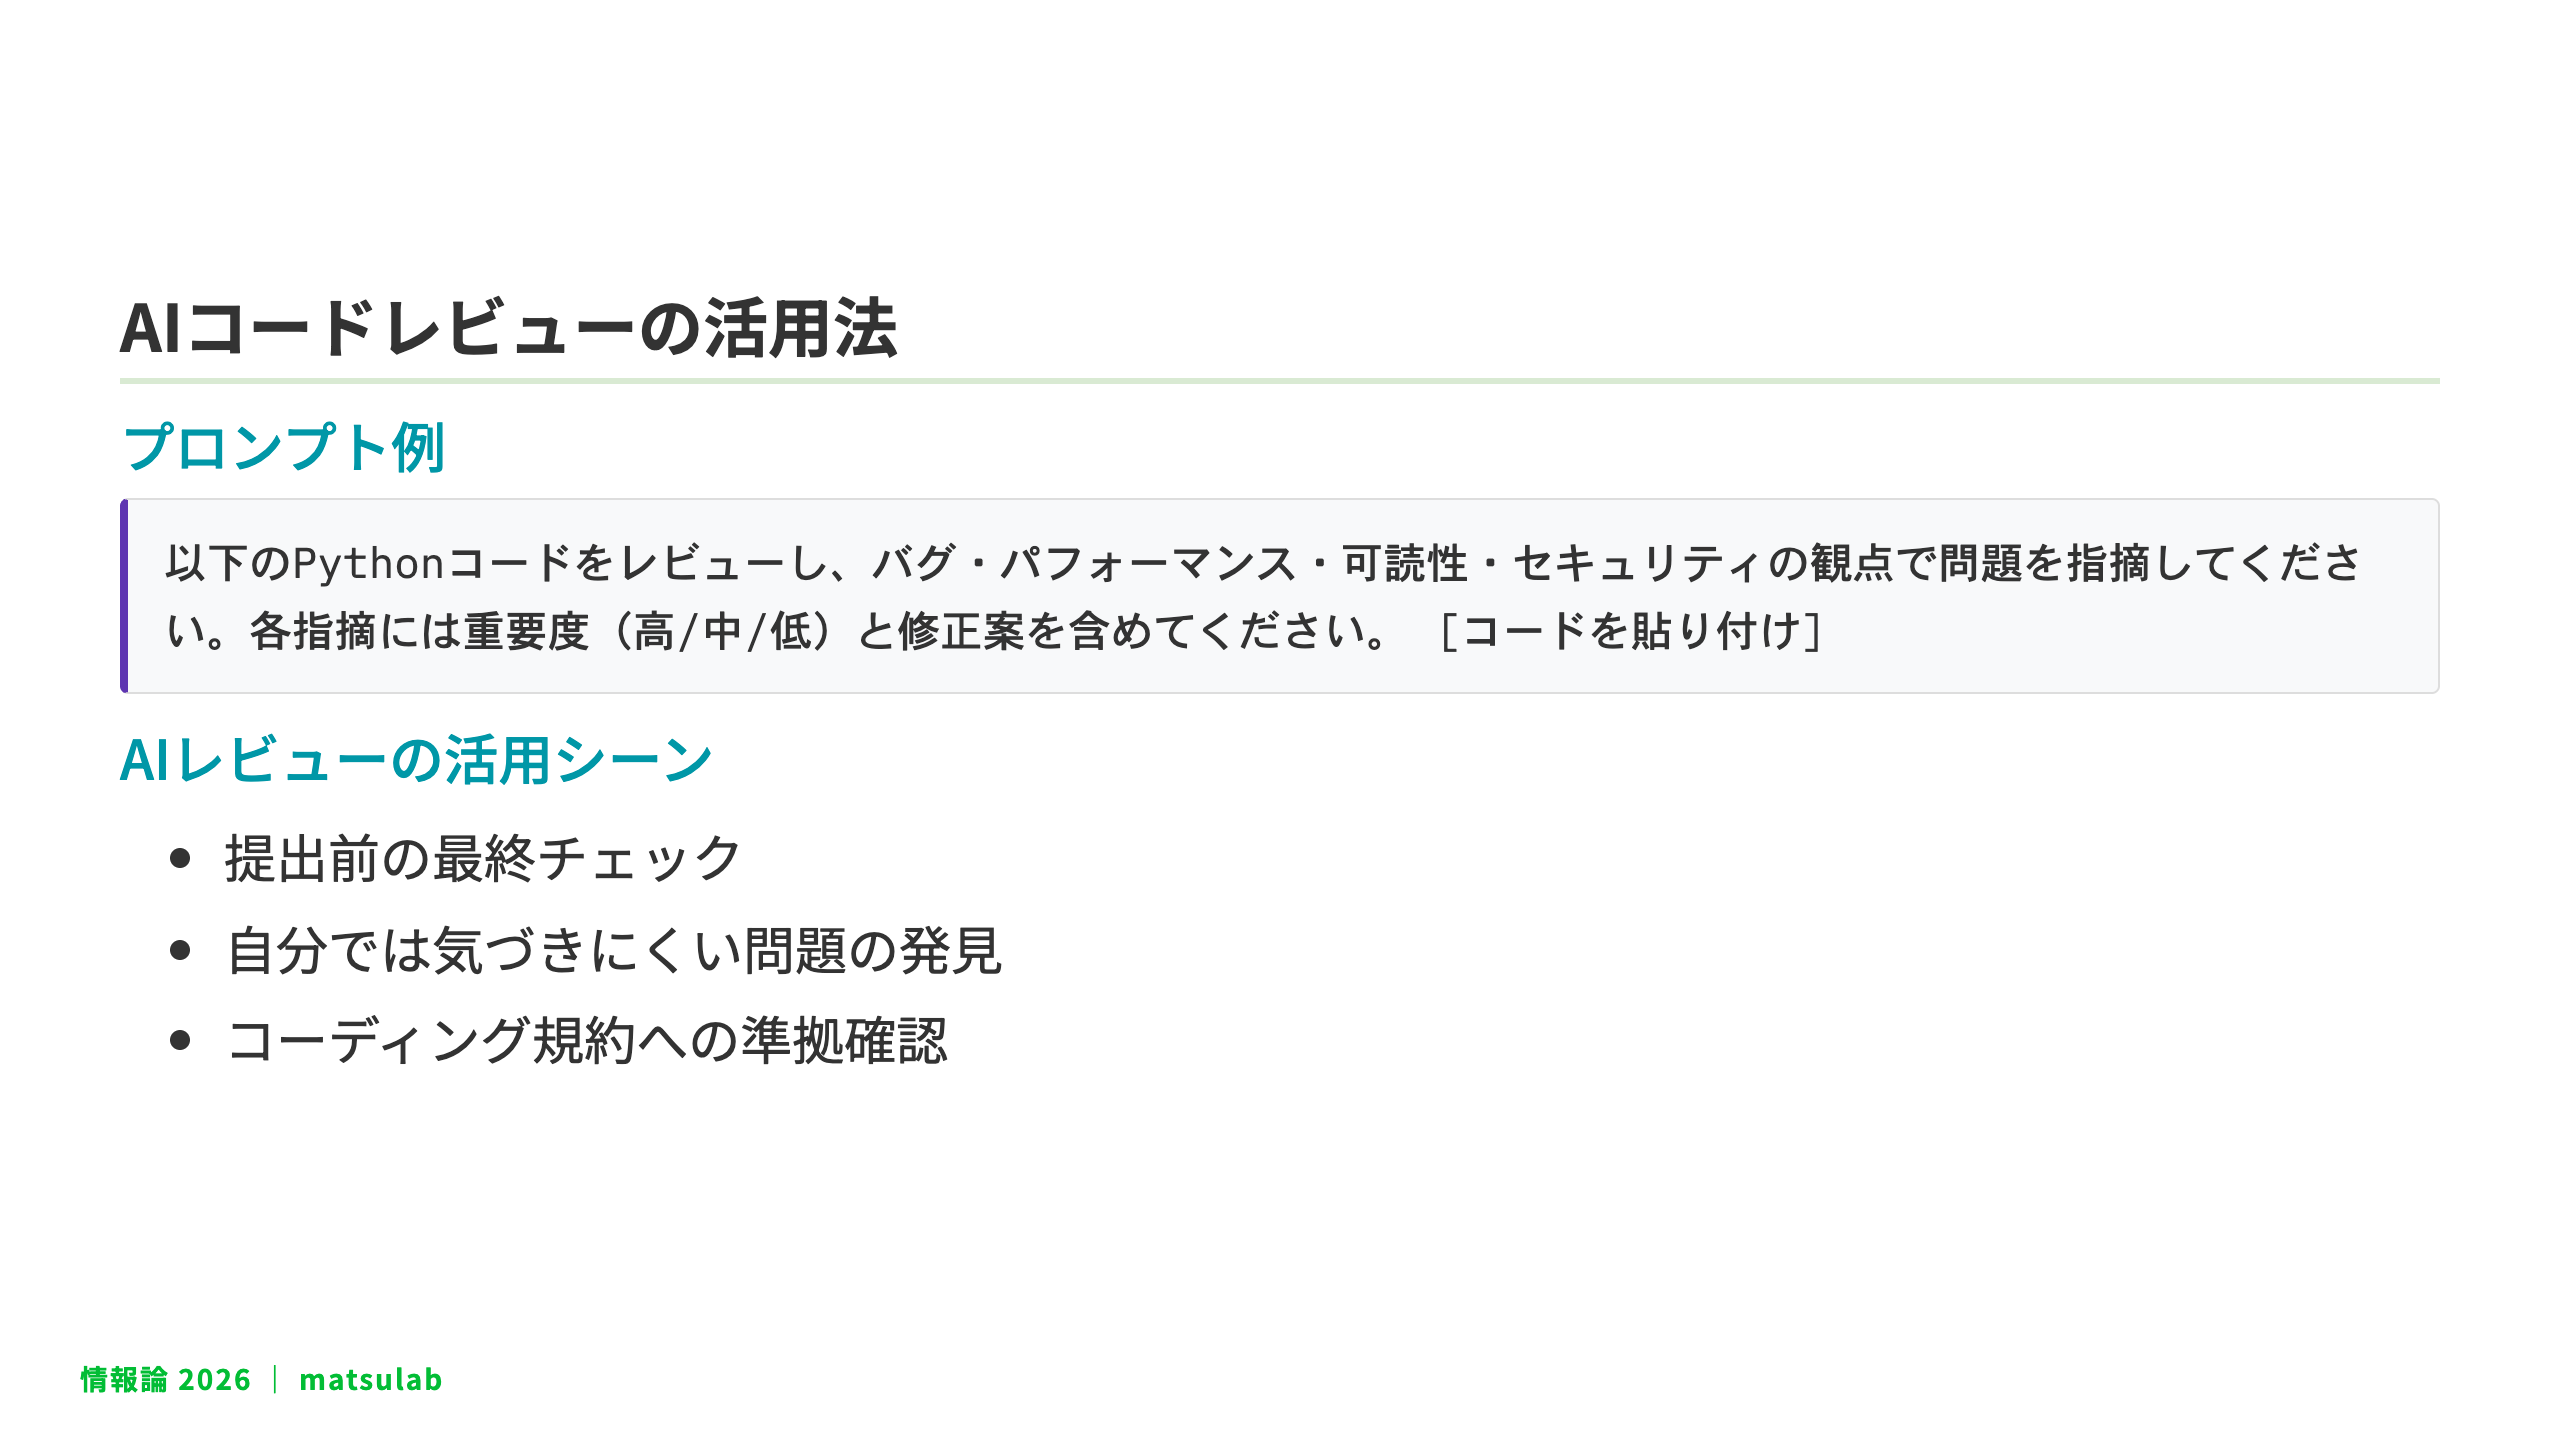 AIコードレビューの活用法
プロンプト例
以下のPythonコードをレビューし、バグ・パフォーマンス・可読性・セキュリティの観点で問題を指摘してくださ
い。各指摘には重要度（高/中/低）と修正案を含めてください。 [コードを貼り付け]
AIレビューの活用シーン
• 提出前の最終チェック
• 自分では気づきにくい問題の発見
• コーディング規約への準拠確認
情報論 2026 ｜ matsulab